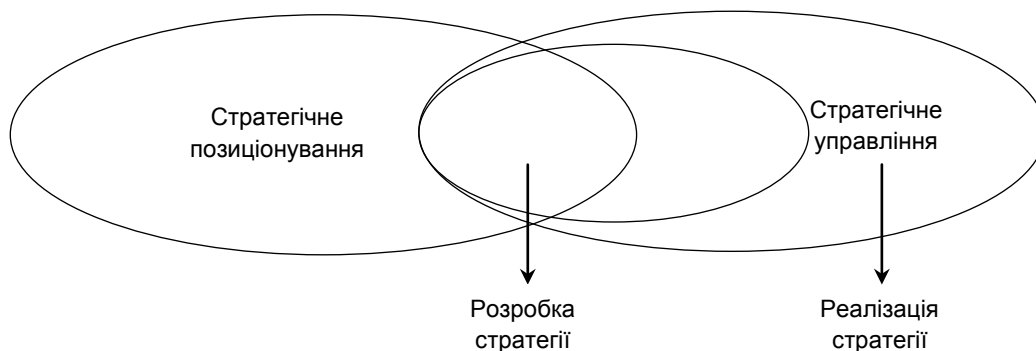 Стратегічне
позиціонування
Стратегічне
управління
Розробка
стратегії
Реалізація
стратегії